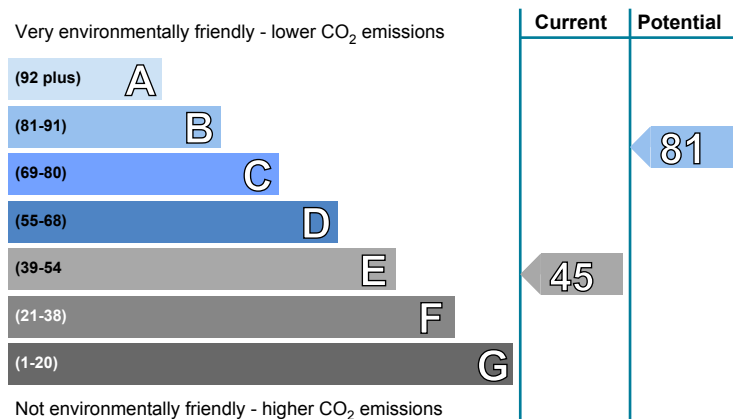 Current Potential
Very environmentally friendly - lower CO₂ emissions
(92 plus) A
(81-91) B
81
(69-80) C
(55-68) D
(39-54 E
45
(21-38) F
(1-20) G
Not environmentally friendly - higher CO₂ emissions